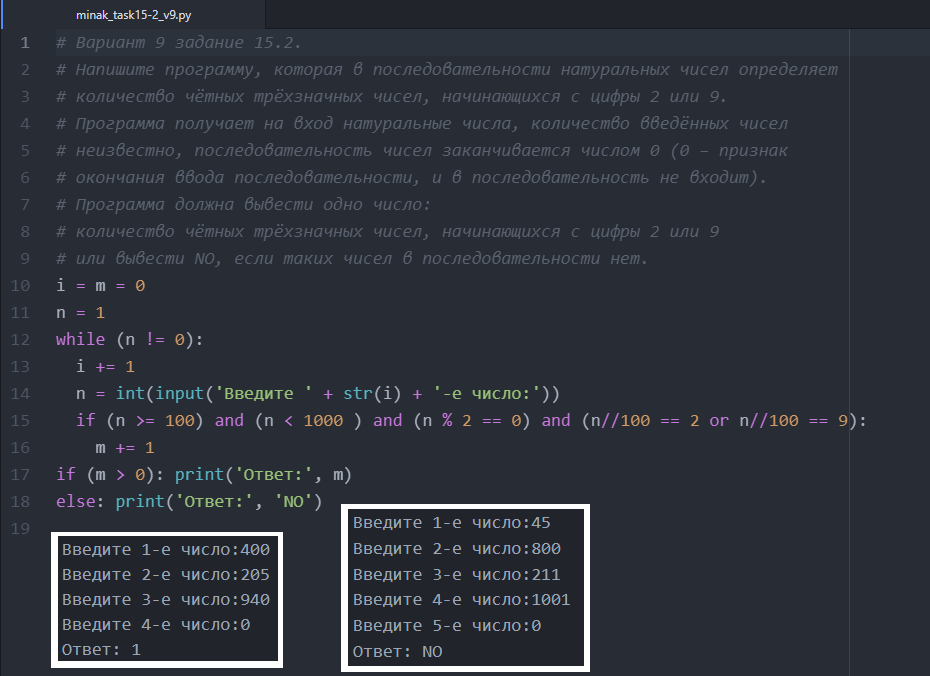 minak_task15-2_v9.py
1 # Вариант 9 задание 15.2.
2 # Напишите программу, которая в последовательности натуральных чисел определяет
3 # количество чётных трёхзначных чисел, начинающихся с цифры 2 или 9.
4 # Программа получает на вход натуральные числа, количество введённых чисел
5 # неизвестно, последовательность чисел заканчивается числом 0 (0 – признак
6 # окончания ввода последовательности, и в последовательность не входит).
7 # Программа должна вывести одно число:
8 # количество чётных трёхзначных чисел, начинающихся с цифры 2 или 9
9 # или вывести NO, если таких чисел в последовательности нет.
10 i = m = 0
11 n = 1
12 while (n != 0):
13   i += 1
14   n = int(input('Введите ' + str(i) + '-е число:'))
15   if (n >= 100) and (n < 1000 ) and (n % 2 == 0) and (n//100 == 2 or n//100 == 9):
16     m += 1
17 if (m > 0): print('Ответ:', m)
18 else: print('Ответ:', 'NO')
19
Введите 1-е число:400
Введите 2-е число:205
Введите 3-е число:940
Введите 4-е число:0
Ответ: 1
Введите 1-е число:45
Введите 2-е число:800
Введите 3-е число:211
Введите 4-е число:1001
Введите 5-е число:0
Ответ: NO